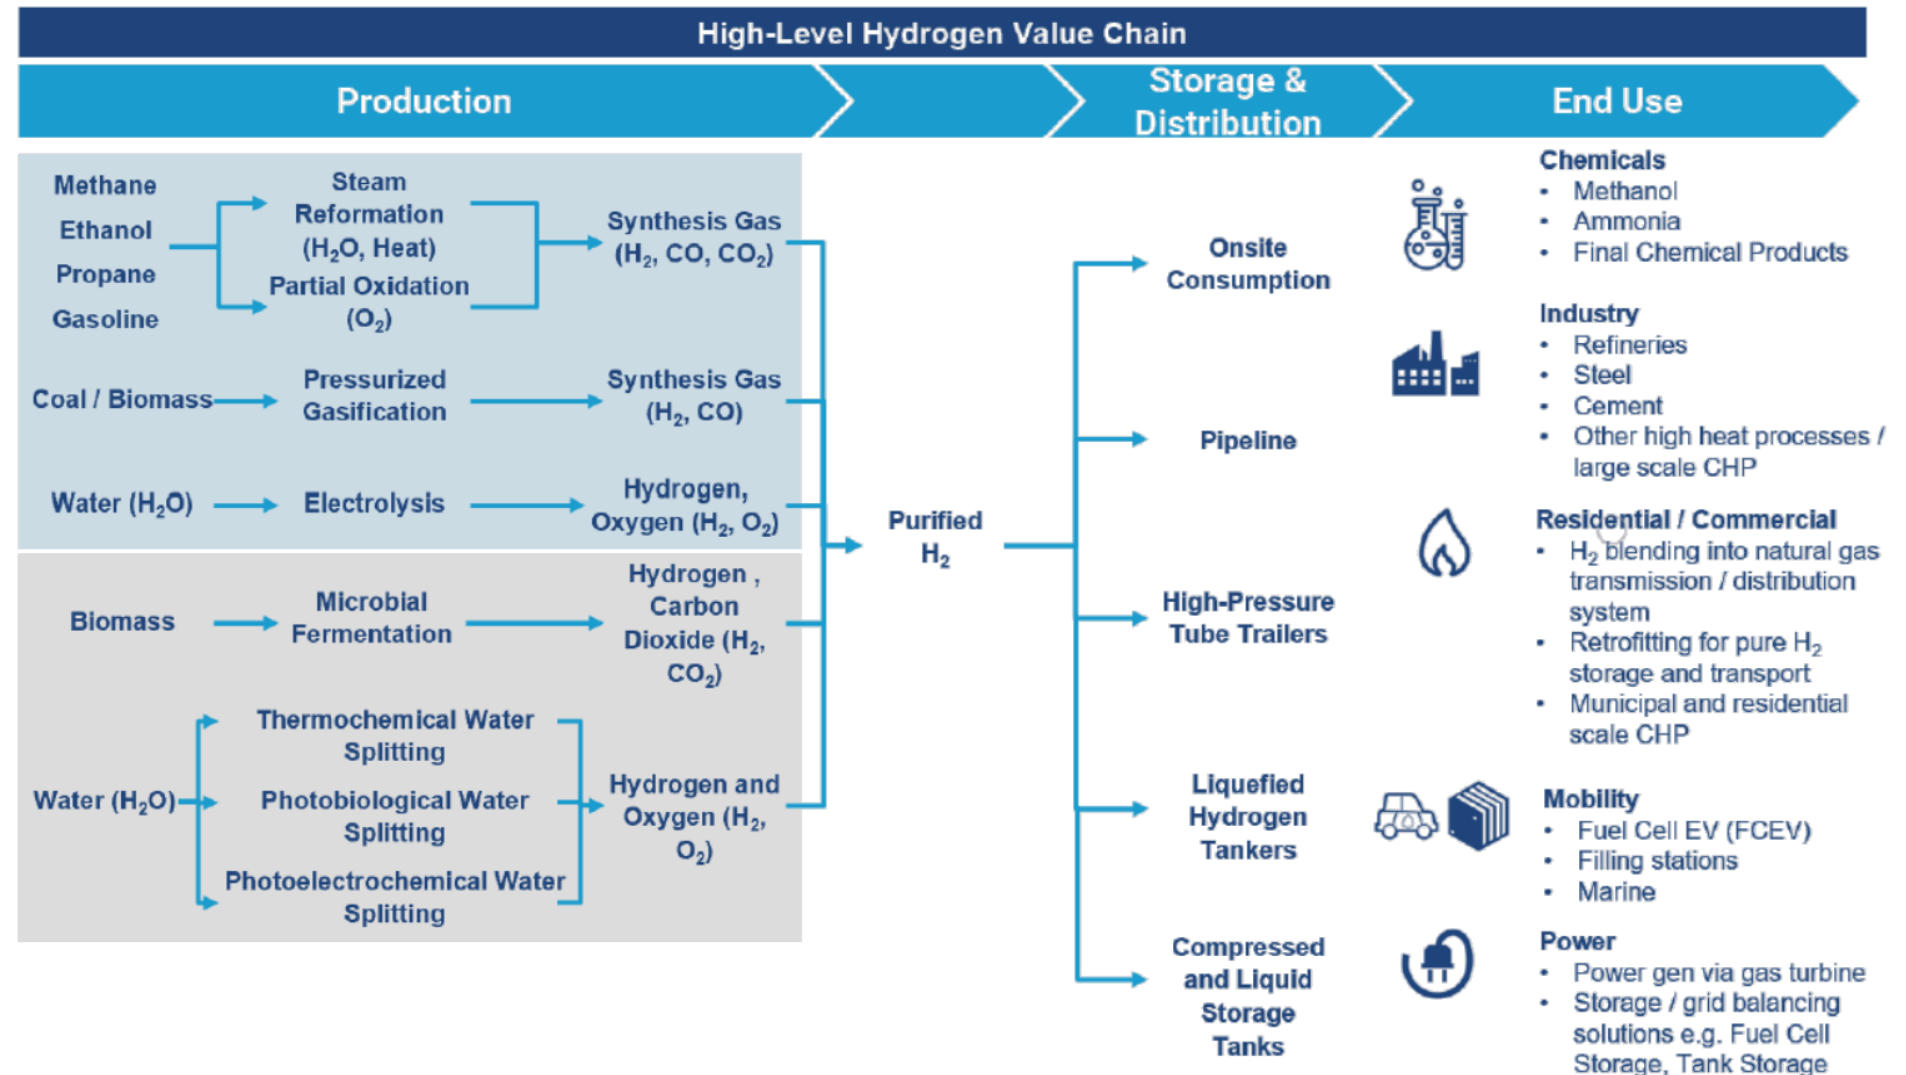 High-Level Hydrogen Value Chain
Production
Storage &
Distribution
End Use
Methane
Ethanol
Propane
Gasoline
Steam
Reformation
(H₂O, Heat)
Partial Oxidation
(O₂)
Synthesis Gas
(H₂, CO, CO₂)
Coal / Biomass
Pressurized
Gasification
Synthesis Gas
(H₂, CO)
Water (H₂O)
Electrolysis
Hydrogen,
Oxygen (H₂, O₂)
Biomass
Microbial
Fermentation
Hydrogen ,
Carbon
Dioxide (H₂,
CO₂)
Water (H₂O)
Thermochemical Water
Splitting
Photobiological Water
Splitting
Photoelectrochemical Water
Splitting
Hydrogen and
Oxygen (H₂,
O₂)
Purified
H₂
Onsite
Consumption
Pipeline
High-Pressure
Tube Trailers
Liquefied
Hydrogen
Tankers
Compressed
and Liquid
Storage
Tanks
Chemicals
• Methanol
• Ammonia
• Final Chemical Products
Industry
• Refineries
• Steel
• Cement
• Other high heat processes /
large scale CHP
Residential / Commercial
• H₂ blending into natural gas
transmission / distribution
system
• Retrofitting for pure H₂
storage and transport
• Municipal and residential
scale CHP
Mobility
• Fuel Cell EV (FCEV)
• Filling stations
• Marine
Power
• Power gen via gas turbine
• Storage / grid balancing
solutions e.g. Fuel Cell
Storage, Tank Storage